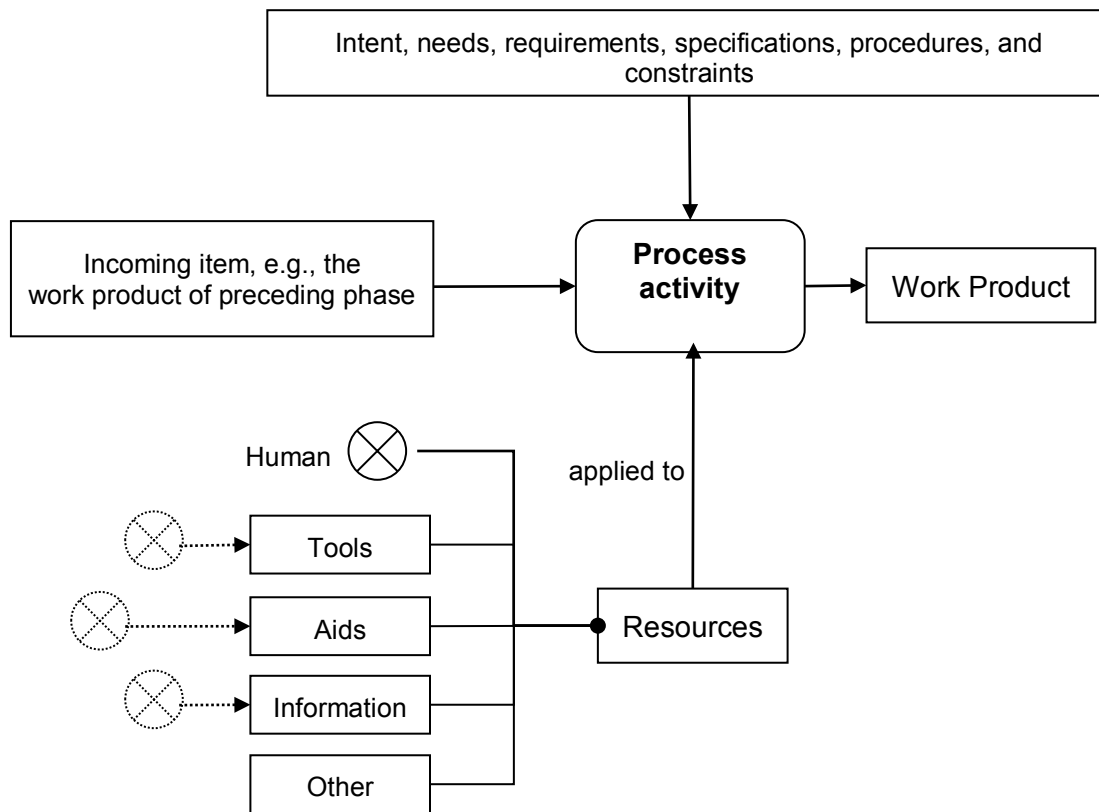 Intent, needs, requirements, specifications, procedures, and
constraints
Incoming item, e.g., the
work product of preceding phase
Process
activity
Work Product
Human
applied to
Tools
Aids
Resources
Information
Other